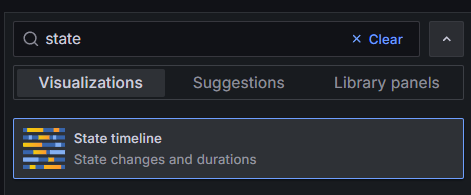 state
Clear
Visualizations
Suggestions
Library panels
State timeline
State changes and durations